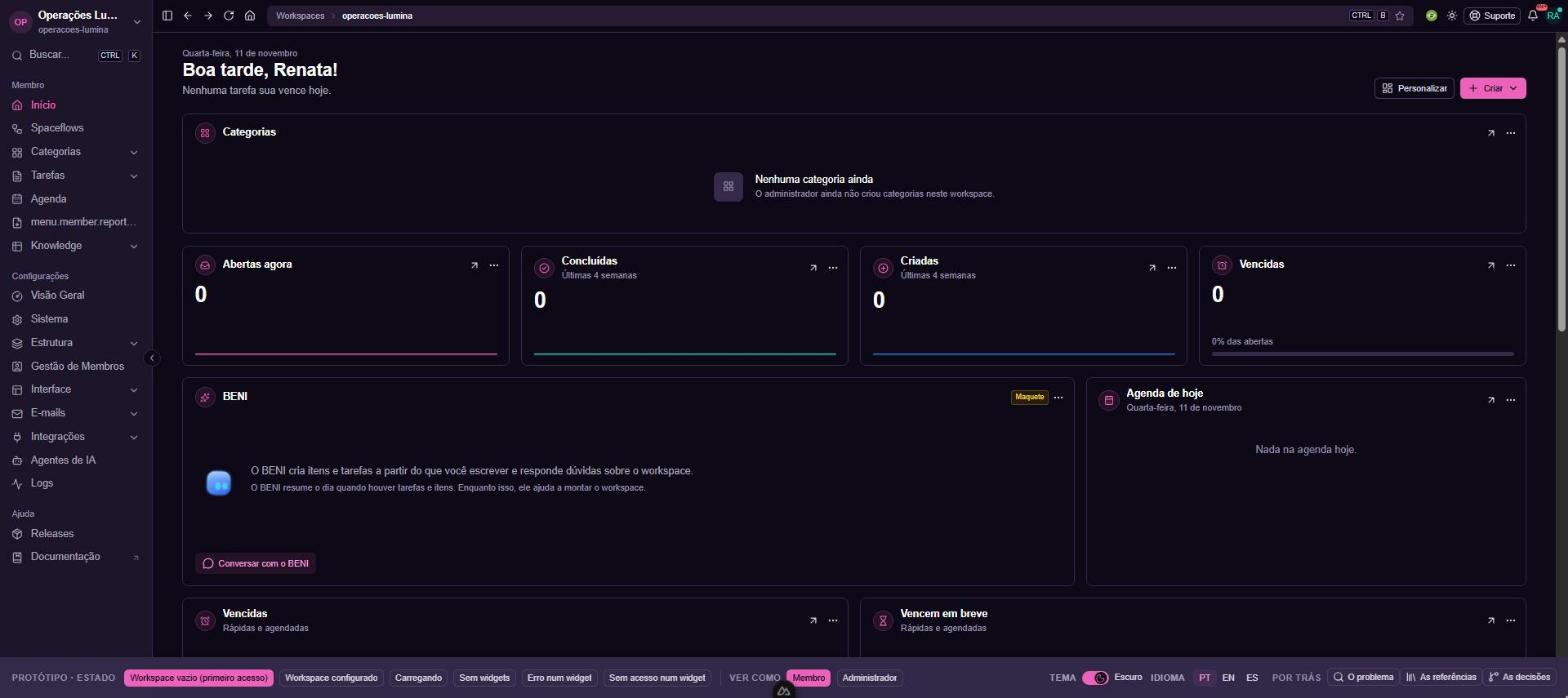 OP
Operações Lu...
operacoes-lumina
Workspaces > operacoes-lumina
CTRL B
Suporte
RA
Buscar...
CTRL K
Membro
Início
Spaceflows
Categorias
Tarefas
Agenda
menu.member.report...
Knowledge
Configurações
Visão Geral
Sistema
Estrutura
Gestão de Membros
Interface
E-mails
Integrações
Agentes de IA
Logs
Ajuda
Releases
Documentação
Quarta-feira, 11 de novembro
Boa tarde, Renata!
Nenhuma tarefa sua vence hoje.
Personalizar
Criar
Categorias
Nenhuma categoria ainda
O administrador ainda não criou categorias neste workspace.
Abertas agora
0
Concluídas
Últimas 4 semanas
0
Criadas
Últimas 4 semanas
0
Vencidas
0
0% das abertas
BENI
Maquete
O BENI cria itens e tarefas a partir do que você escrever e responde dúvidas sobre o workspace.
O BENI resume o dia quando houver tarefas e itens. Enquanto isso, ele ajuda a montar o workspace.
Conversar com o BENI
Agenda de hoje
Quarta-feira, 11 de novembro
Nada na agenda hoje.
Vencidas
Rápidas e agendadas
Vencem em breve
Rápidas e agendadas
PROTÓTIPO · ESTADO
Workspace vazio (primeiro acesso)
Workspace configurado
Carregando
Sem widgets
Erro num widget
Sem acesso num widget
VER COMO
Membro
Administrador
TEMA
Escuro
IDIOMA
PT
EN
ES
POR TRÁS
O problema
As referências
As decisões